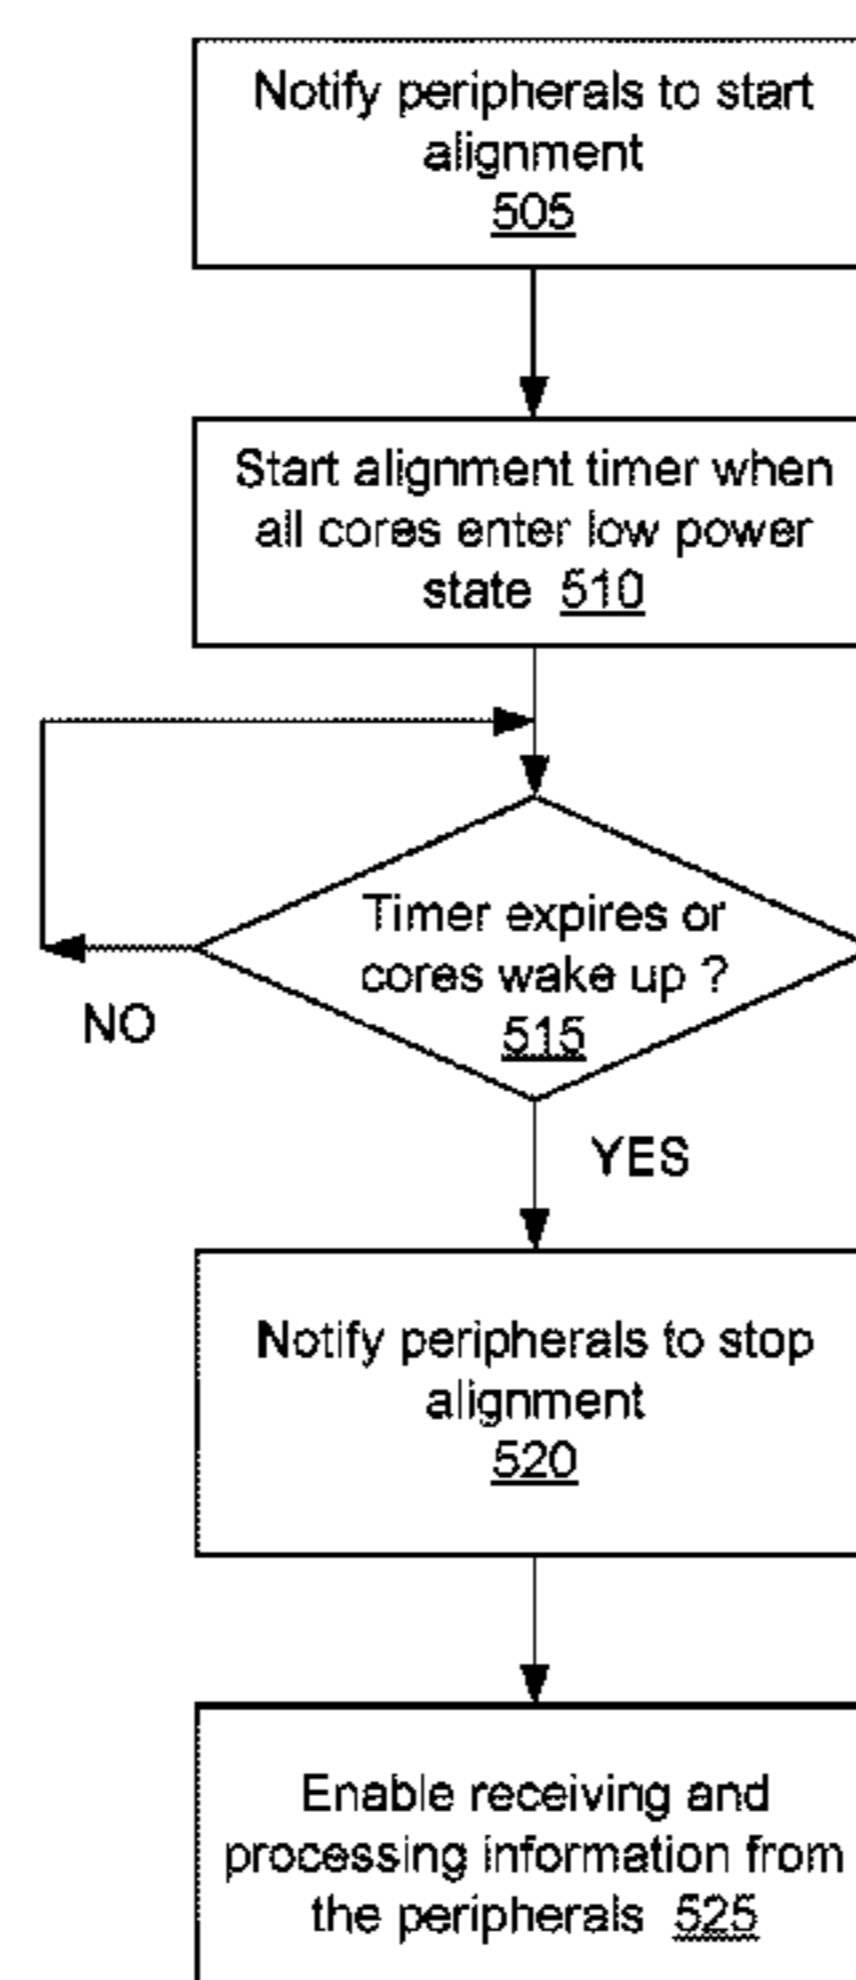 Notify peripherals to start
alignment
505
Start alignment timer when
all cores enter low power
state 510
Timer expires or
cores wake up ?
515
NO
YES
Notify peripherals to stop
alignment
520
Enable receiving and
processing information from
the peripherals 525